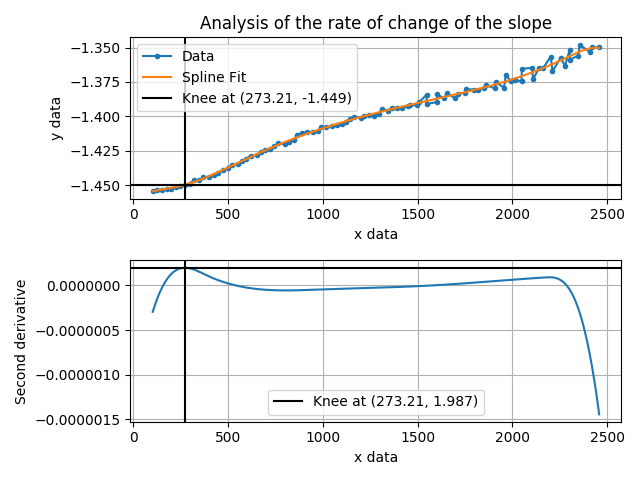 Analysis of the rate of change of the slope
−1.350
−1.375
−1.400
−1.425
−1.450
y data
Data
Spline Fit
Knee at (273.21, -1.449)
0 500 1000 1500 2000 2500
x data
0.0000000
−0.0000005
−0.0000010
−0.0000015
Second derivative
Knee at (273.21, 1.987)
0 500 1000 1500 2000 2500
x data